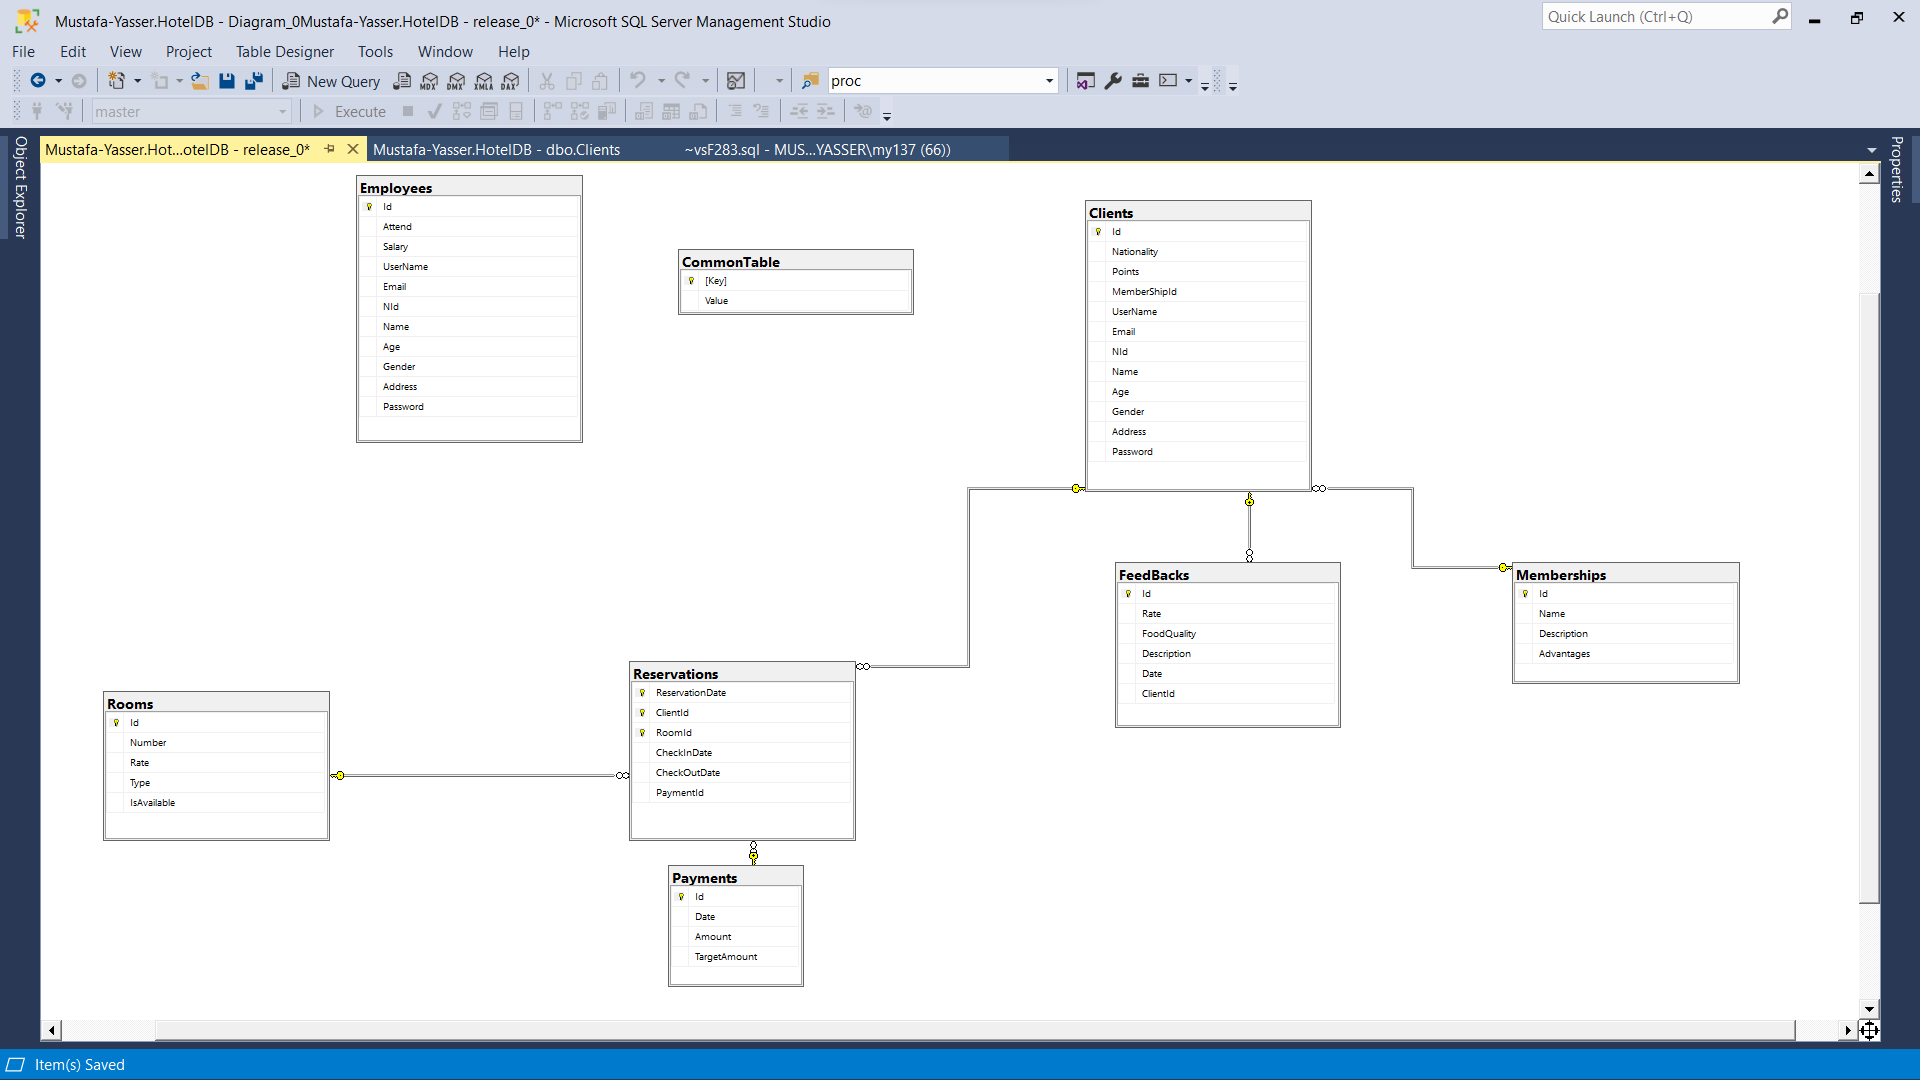 Mustafa-Yasser.HotelDB - Diagram_0Mustafa-Yasser.HotelDB - release_0* - Microsoft SQL Server Management Studio
Quick Launch (Ctrl+Q)
File Edit View Project Table Designer Tools Window Help
New Query MDX DMX XMLA DAX proc
master Execute
Object Explorer
Mustafa-Yasser.Hot...otelDB - release_0* Mustafa-Yasser.HotelDB - dbo.Clients ~vsF283.sql - MUS...YASSER\my137 (66))
Properties
Employees
Id
Attend
Salary
UserName
Email
NId
Name
Age
Gender
Address
Password
CommonTable
[Key]
Value
Clients
Id
Nationality
Points
MemberShipId
UserName
Email
NId
Name
Age
Gender
Address
Password
FeedBacks
Id
Rate
FoodQuality
Description
Date
ClientId
Memberships
Id
Name
Description
Advantages
Reservations
ReservationDate
ClientId
RoomId
CheckInDate
CheckOutDate
PaymentId
Rooms
Id
Number
Rate
Type
IsAvailable
Payments
Id
Date
Amount
TargetAmount
Item(s) Saved